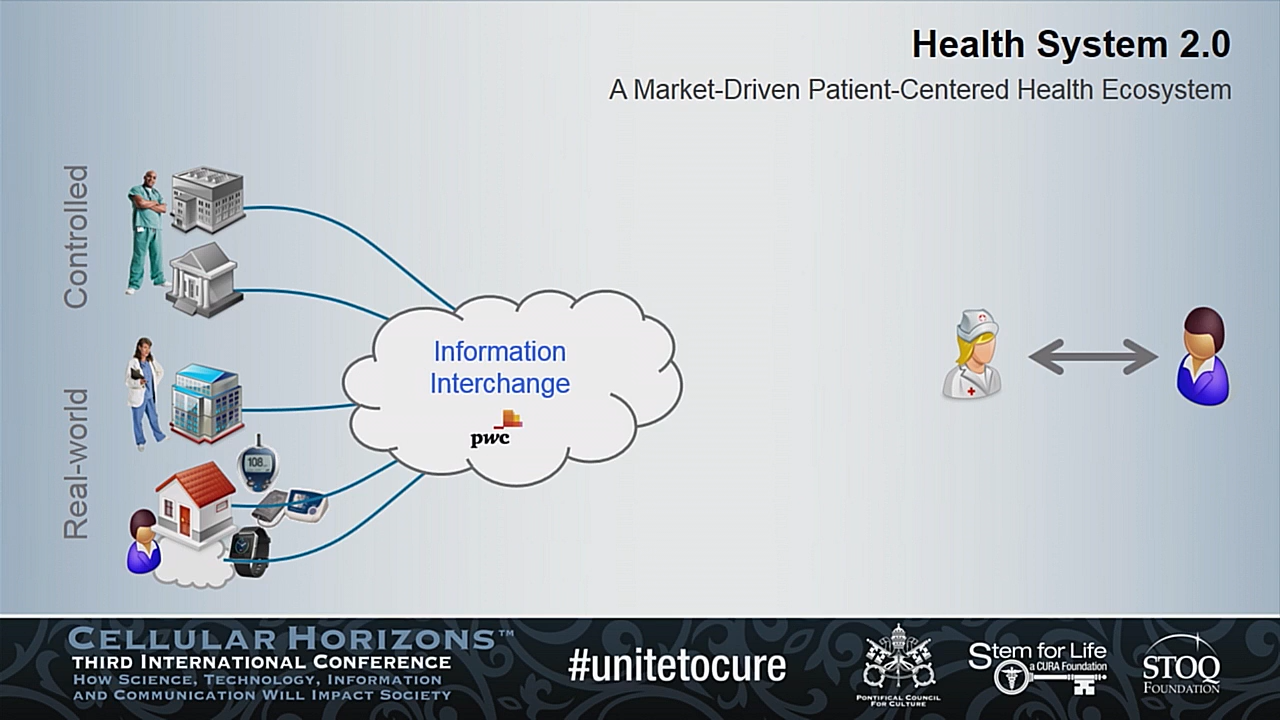 Health System 2.0
A Market-Driven Patient-Centered Health Ecosystem
Controlled
Real-world
Information
Interchange
pwc
108
CELLULAR HORIZONS™
THIRD INTERNATIONAL CONFERENCE
HOW SCIENCE, TECHNOLOGY, INFORMATION
AND COMMUNICATION WILL IMPACT SOCIETY
#unitetocure
PONTIFICAL COUNCIL
FOR CULTURE
Stem for Life
a CURA Foundation
STOQ
FOUNDATION